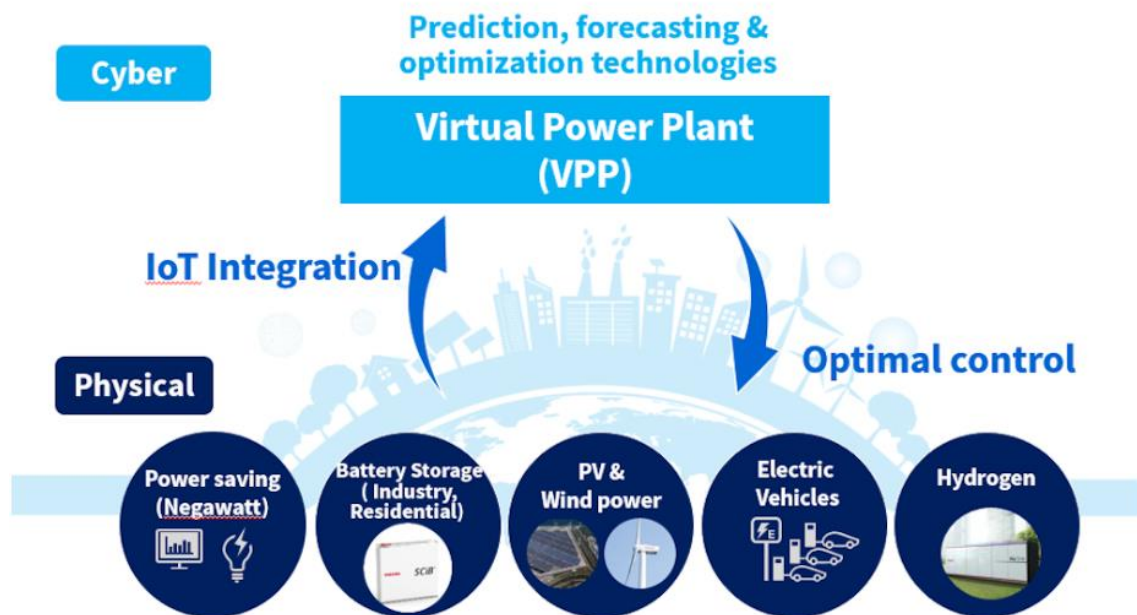 Prediction, forecasting &
optimization technologies
Cyber
Virtual Power Plant
(VPP)
IoT Integration
Optimal control
Physical
Power saving
(Negawatt)
Battery Storage
( Industry,
Residential)
SCiB
PV &
Wind power
Electric
Vehicles
E
Hydrogen